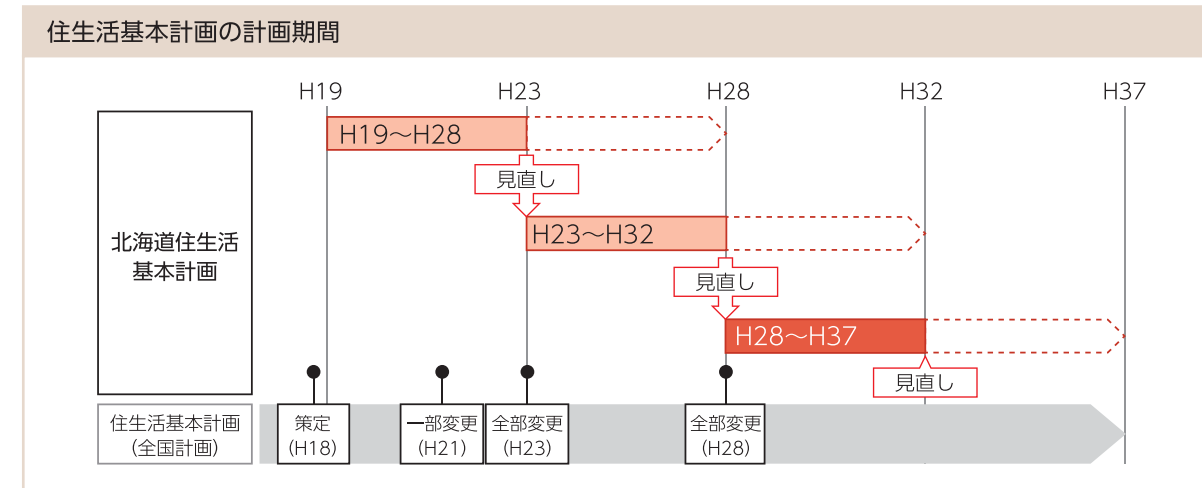 住生活基本計画の計画期間
H19
H23
H28
H32
H37
北海道住生活
基本計画
H19～H28
見直し
H23～H32
見直し
H28～H37
見直し
住生活基本計画
（全国計画）
策定
（H18）
一部変更
（H21）
全部変更
（H23）
全部変更
（H28）